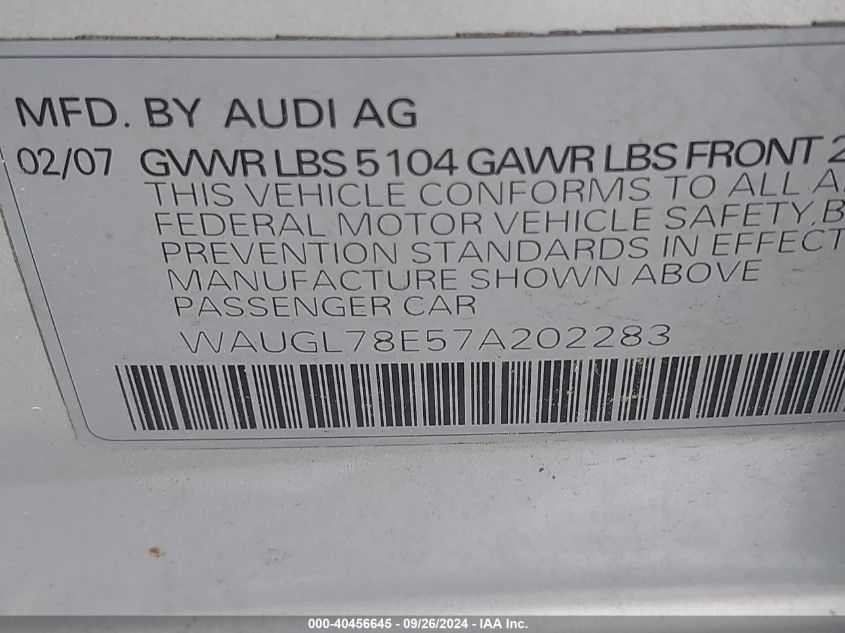 MFD. BY AUDI AG
02/07 GVWR LBS 5104 GAWR LBS FRONT 2
THIS VEHICLE CONFORMS TO ALL A
FEDERAL MOTOR VEHICLE SAFETY, B
PREVENTION STANDARDS IN EFFECT
MANUFACTURE SHOWN ABOVE
PASSENGER CAR
WAUGL78E57A202283
000-40456645 - 09/26/2024 - IAA Inc.